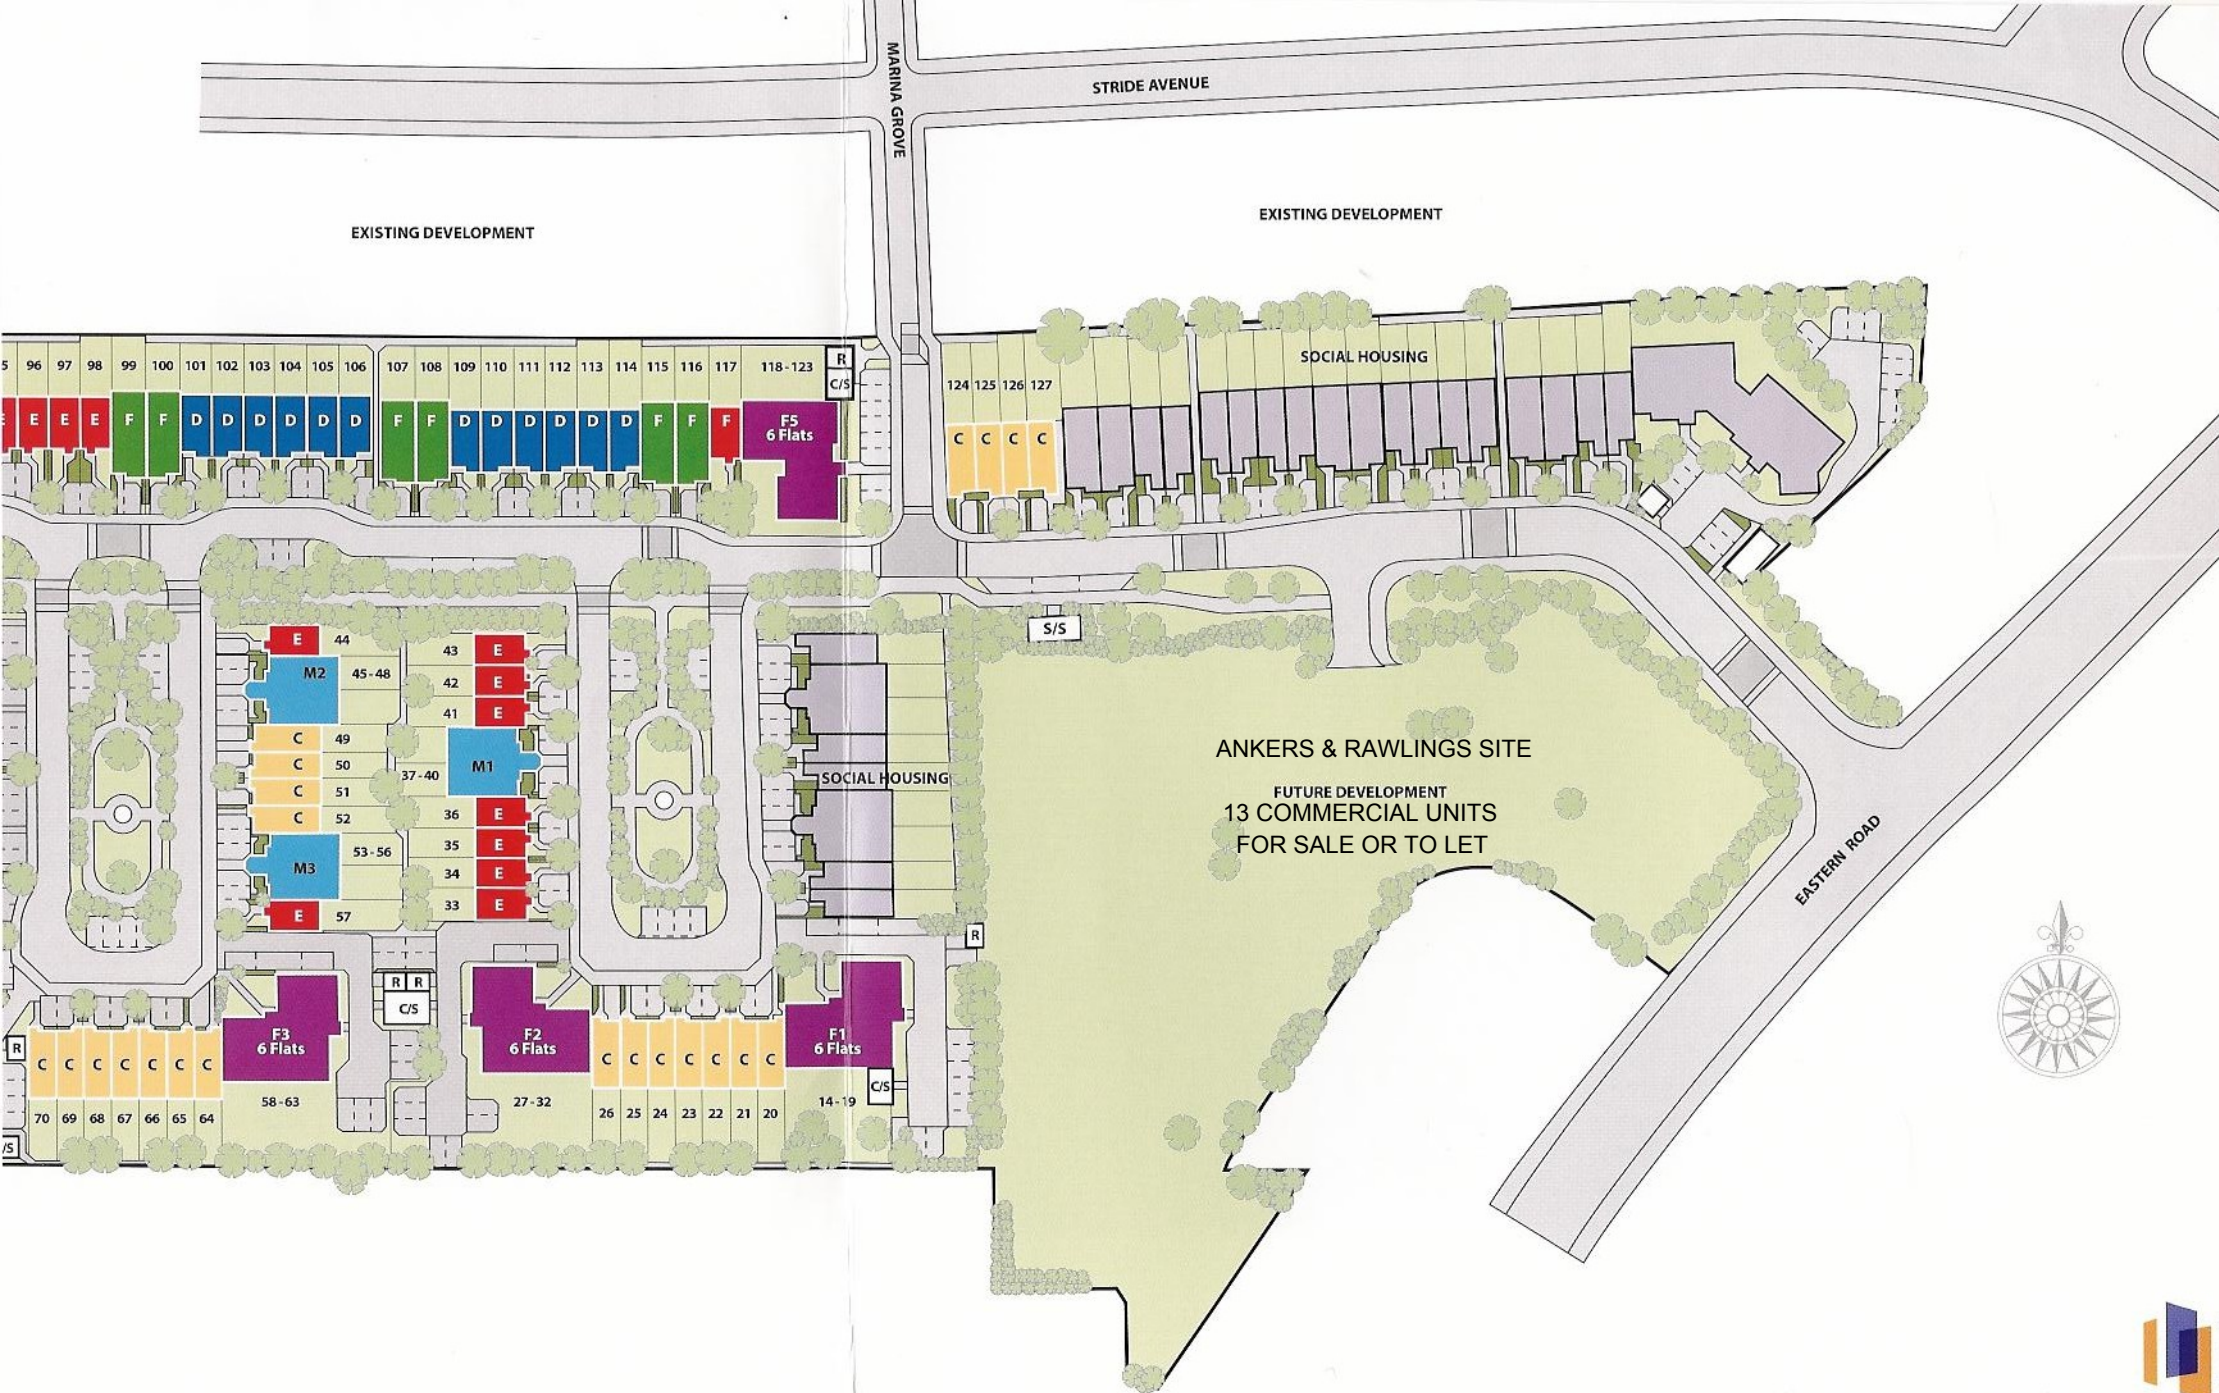 MARINA GROVE
STRIDE AVENUE
EXISTING DEVELOPMENT
EXISTING DEVELOPMENT
5 96 97 98 99 100 101 102 103 104 105 106 107 108 109 110 111 112 113 114 115 116 117 118-123
R
C/S
E E E E F F D D D D D D F F D D D D D D F F F
F5
6 Flats
124 125 126 127
C C C C
SOCIAL HOUSING
S/S
E 44
M2 45-48
C 49
C 50
C 51
C 52
M3 53-56
E 57
43 E
42 E
41 E
37-40 M1
36 E
35 E
34 E
33 E
SOCIAL HOUSING
R
ANKERS & RAWLINGS SITE
FUTURE DEVELOPMENT
13 COMMERCIAL UNITS
FOR SALE OR TO LET
EASTERN ROAD
R R
C/S
R
C C C C C C C
70 69 68 67 66 65 64
/S
F3
6 Flats
58-63
F2
6 Flats
27-32
C C C C C C C
26 25 24 23 22 21 20
F1
6 Flats
14-19
C/S